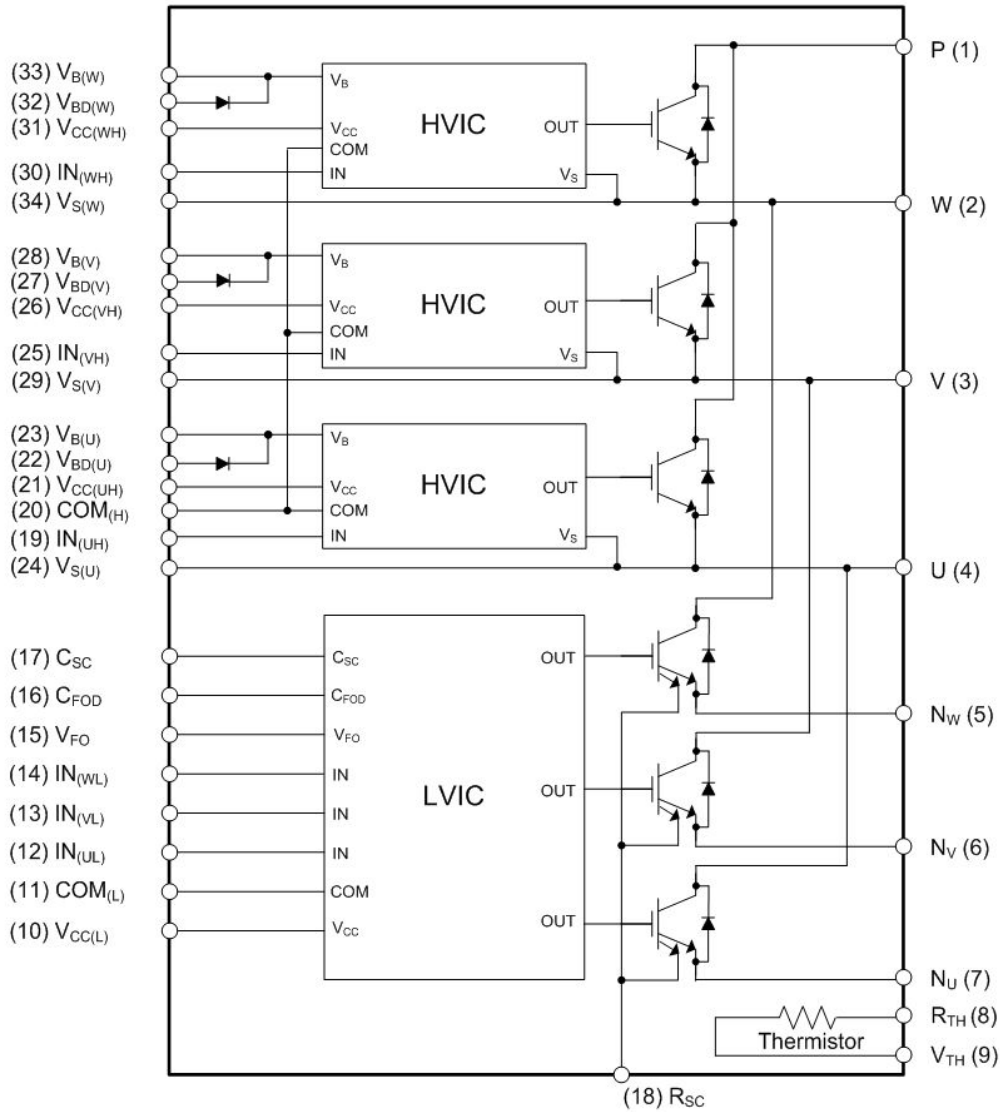 (33) VB(W)
(32) VBD(W)
(31) VCC(WH)
(30) IN(WH)
(34) VS(W)
VB
VCC
COM
IN
HVIC
OUT
VS
P (1)
W (2)
(28) VB(V)
(27) VBD(V)
(26) VCC(VH)
(25) IN(VH)
(29) VS(V)
VB
VCC
COM
IN
HVIC
OUT
VS
V (3)
(23) VB(U)
(22) VBD(U)
(21) VCC(UH)
(20) COM(H)
(19) IN(UH)
(24) VS(U)
VB
VCC
COM
IN
HVIC
OUT
VS
U (4)
(17) CSC
(16) CFOD
(15) VFO
(14) IN(WL)
(13) IN(VL)
(12) IN(UL)
(11) COM(L)
(10) VCC(L)
CSC
CFOD
VFO
IN
IN
IN
COM
VCC
LVIC
OUT
OUT
OUT
NW (5)
NV (6)
NU (7)
RTH (8)
Thermistor
VTH (9)
(18) RSC